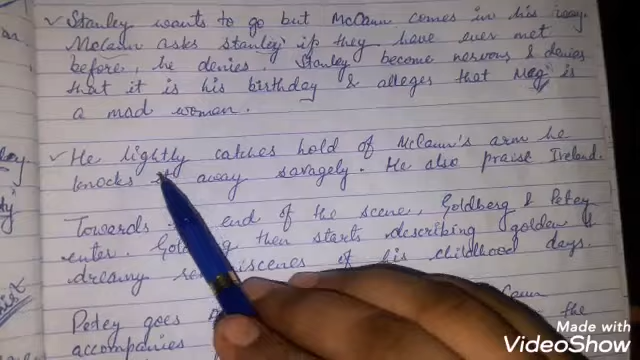 Stanley wants to go but McCann comes in his way.
McCann asks Stanley if they have ever met
before, he denies. Stanley become nervous & denies
that it is his birthday & alleges that Meg is
a mad woman.
He lightly catches hold of McCann's arm he
knocks away savagely. He also praise Ireland.
Towards end of the scene, Goldberg & Petey
enter. then starts describing golden &
dreamy of his childhood days.
Petey goes
accompanies the
Made with
VideoShow